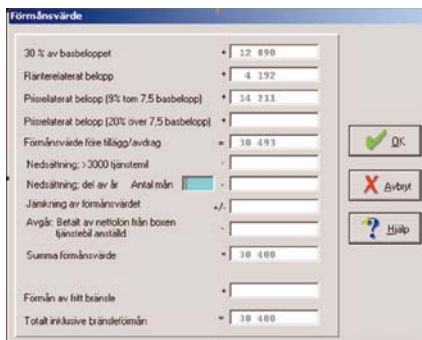 Förmånsvärde
30 % av basbeloppet + 12 090
Ränterelaterat belopp + 4 192
Prisrelaterat belopp (9% tom 7,5 basbelopp) + 14 211
Prisrelaterat belopp (20% över 7,5 basbelopp) +
Förmånsvärde före tillägg/avdrag = 30 493
Nedsättning; >3000 tjänstemil -
Nedsättning; del av år Antal mån -
Jämkning av förmånsvärdet +/-
Avgår: Betalt av nettolön från boxen
tjänstebil anställd -
Summa förmånsvärde = 30 400
Förmån av fritt bränsle +
Totalt inklusive bränsleförmån = 30 400
OK
Avbryt
Hjälp